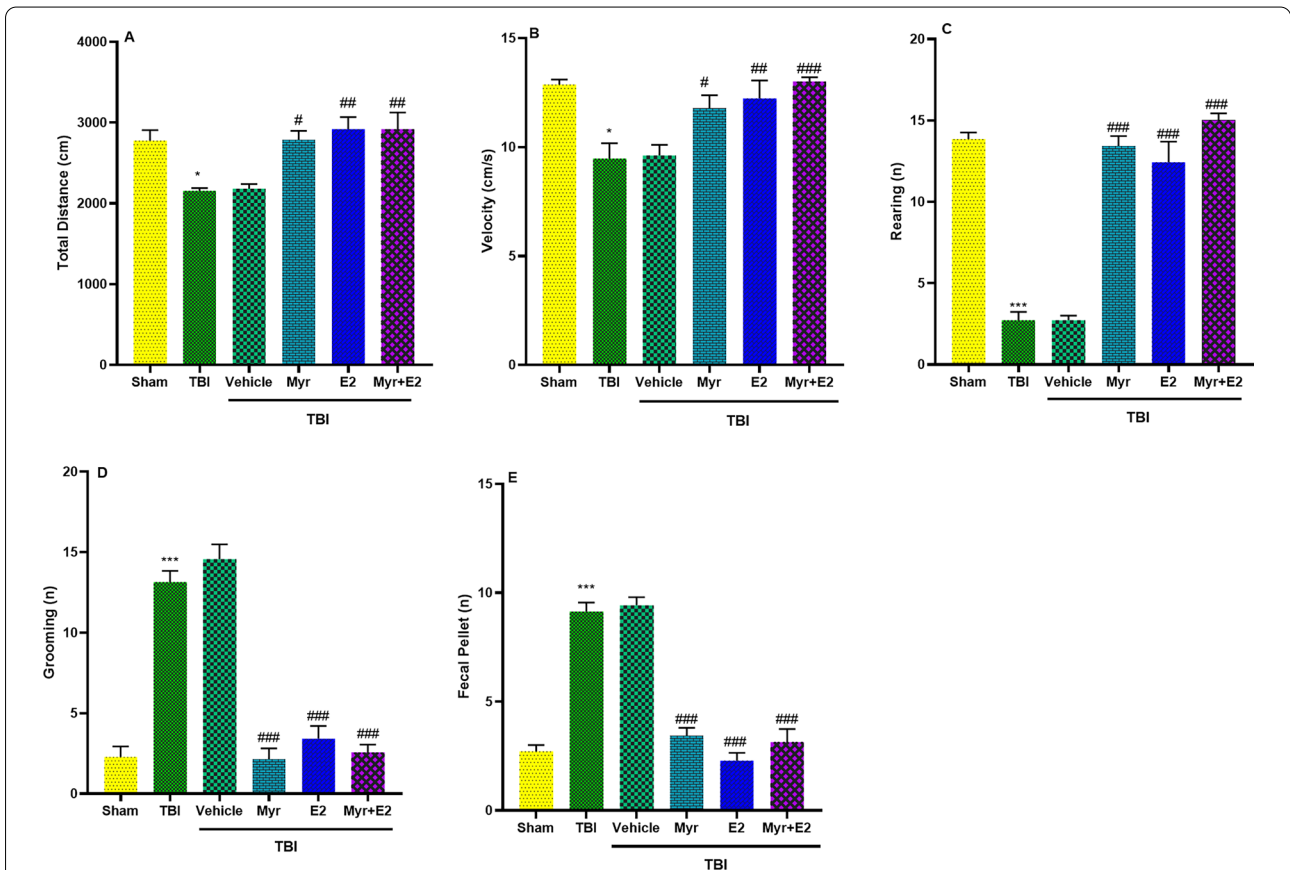 A
Total Distance (cm)
4000
3000
2000
1000
0
*
#
##
##
Sham TBI Vehicle Myr E2 Myr+E2
TBI
B
Velocity (cm/s)
15
10
5
0
*
#
##
###
Sham TBI Vehicle Myr E2 Myr+E2
TBI
C
Rearing (n)
20
15
10
5
0
***
###
###
###
Sham TBI Vehicle Myr E2 Myr+E2
TBI
D
Grooming (n)
20
15
10
5
0
***
###
###
###
Sham TBI Vehicle Myr E2 Myr+E2
TBI
E
Fecal Pellet (n)
15
10
5
0
***
###
###
###
Sham TBI Vehicle Myr E2 Myr+E2
TBI